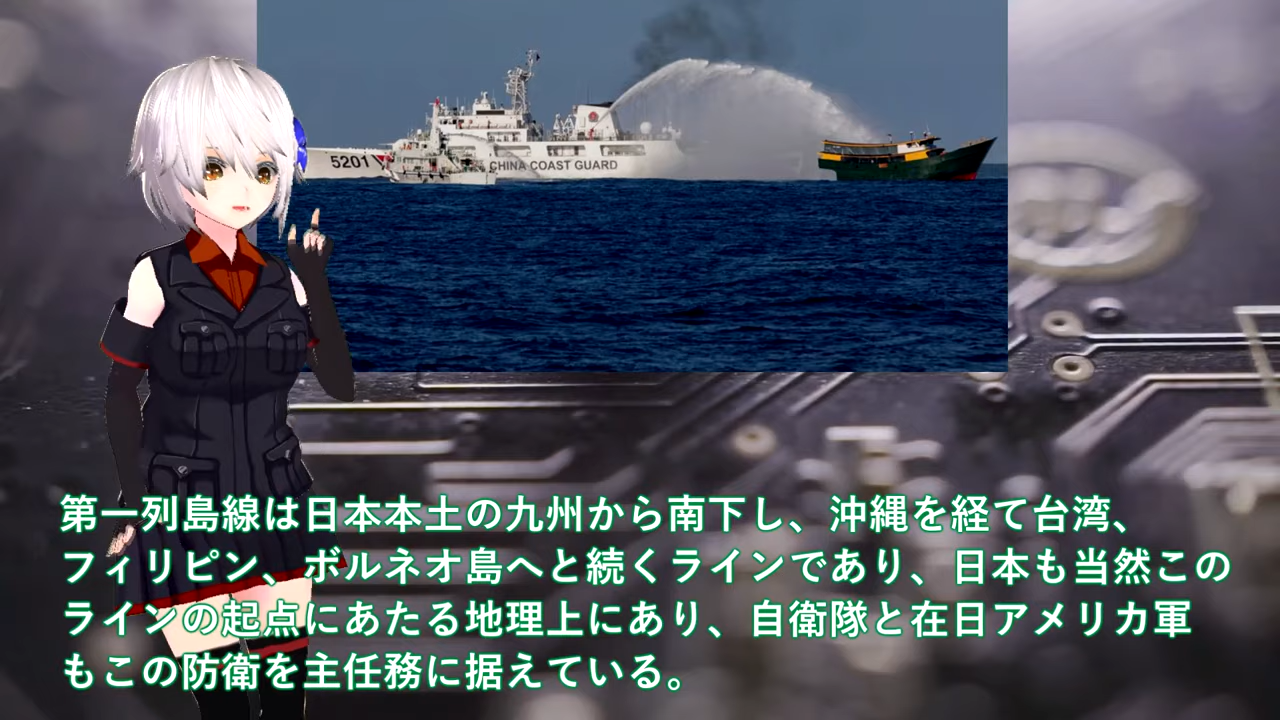 5201
CHINA COAST GUARD
第一列島線は日本本土の九州から南下し、沖縄を経て台湾、
フィリピン、ボルネオ島へと続くラインであり、日本も当然この
ラインの起点にあたる地理上にあり、自衛隊と在日アメリカ軍
もこの防衛を主任務に据えている。